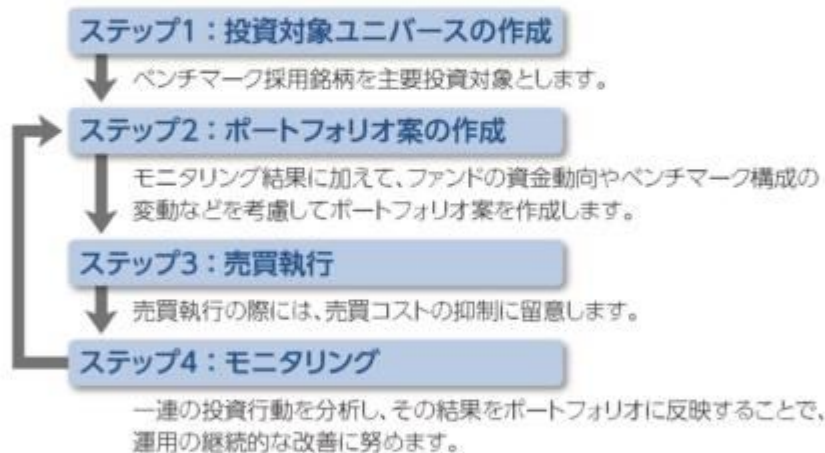 ステップ1：投資対象ユニバースの作成
ベンチマーク採用銘柄を主要投資対象とします。
ステップ2：ポートフォリオ案の作成
モニタリング結果に加えて、ファンドの資金動向やベンチマーク構成の
変動などを考慮してポートフォリオ案を作成します。
ステップ3：売買執行
売買執行の際には、売買コストの抑制に留意します。
ステップ4：モニタリング
一連の投資行動を分析し、その結果をポートフォリオに反映することで、
運用の継続的な改善に努めます。